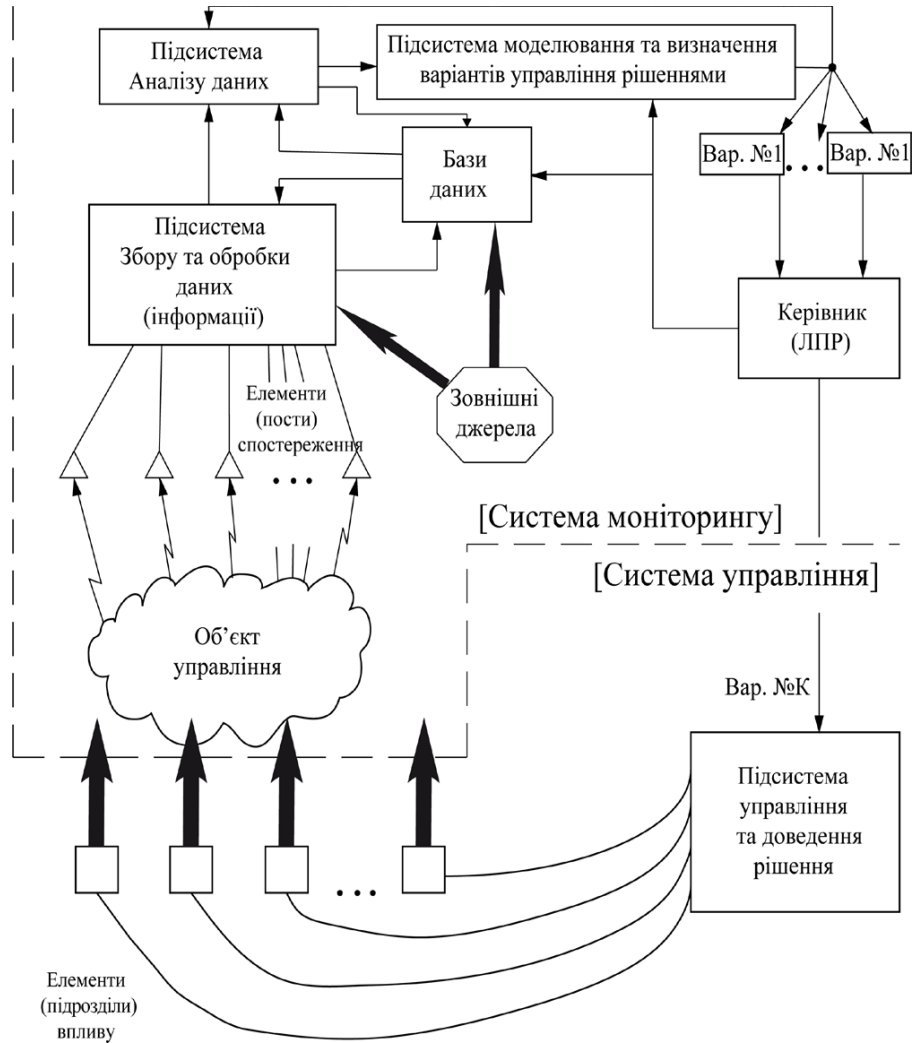 Підсистема
Аналізу даних
Підсистема моделювання та визначення
варіантів управління рішеннями
Бази
даних
Вар. №1
...
Вар. №1
Підсистема
Збору та обробки
даних
(інформації)
Керівник
(ЛПР)
Елементи
(пости)
спостереження
...
Зовнішні
джерела
[Система моніторингу]
[Система управління]
Об’єкт
управління
Вар. №К
Підсистема
управління
та доведення
рішення
...
Елементи
(підрозділи)
впливу